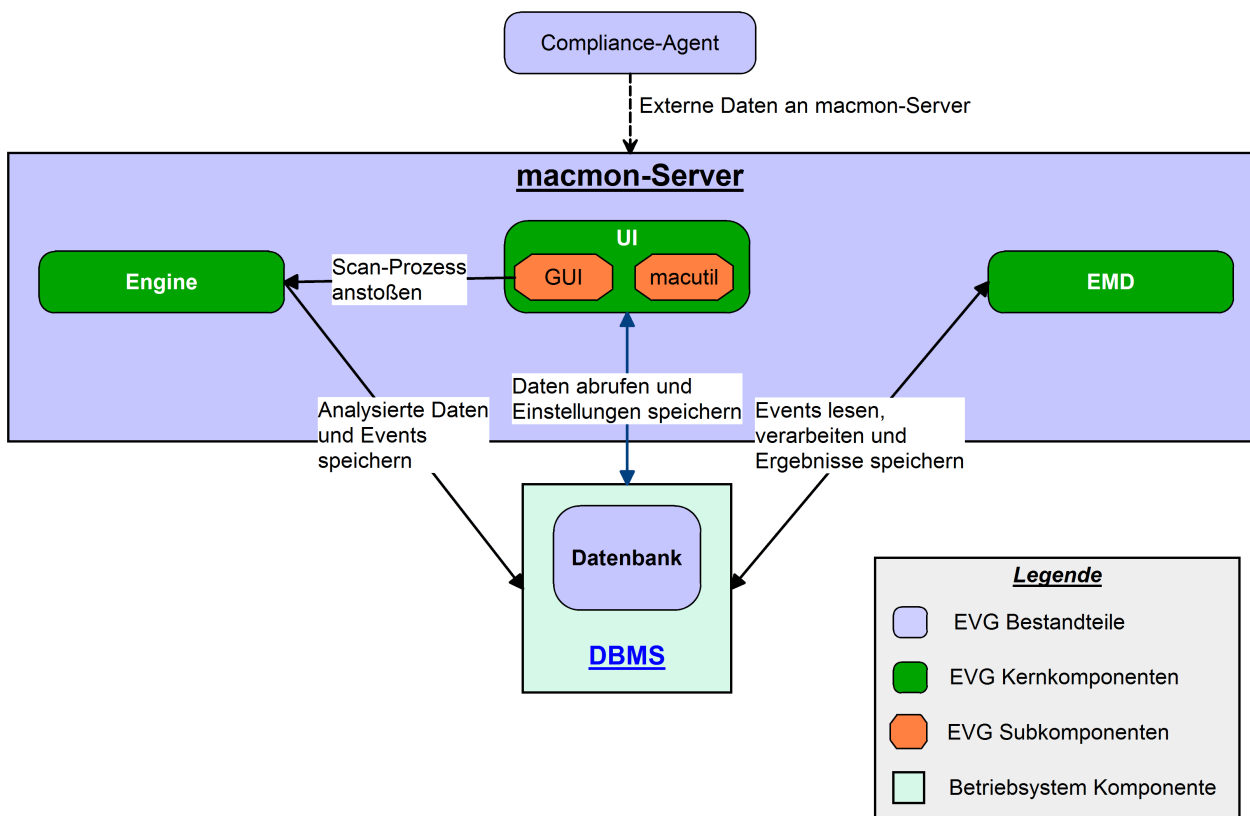 Compliance-Agent
Externe Daten an macmon-Server
macmon-Server
UI
GUI
macutil
Engine
Scan-Prozess
anstoßen
EMD
Daten abrufen und
Einstellungen speichern
Analysierte Daten
und Events
speichern
Events lesen,
verarbeiten und
Ergebnisse speichern
Datenbank
DBMS
Legende
EVG Bestandteile
EVG Kernkomponenten
EVG Subkomponenten
Betriebsystem Komponente